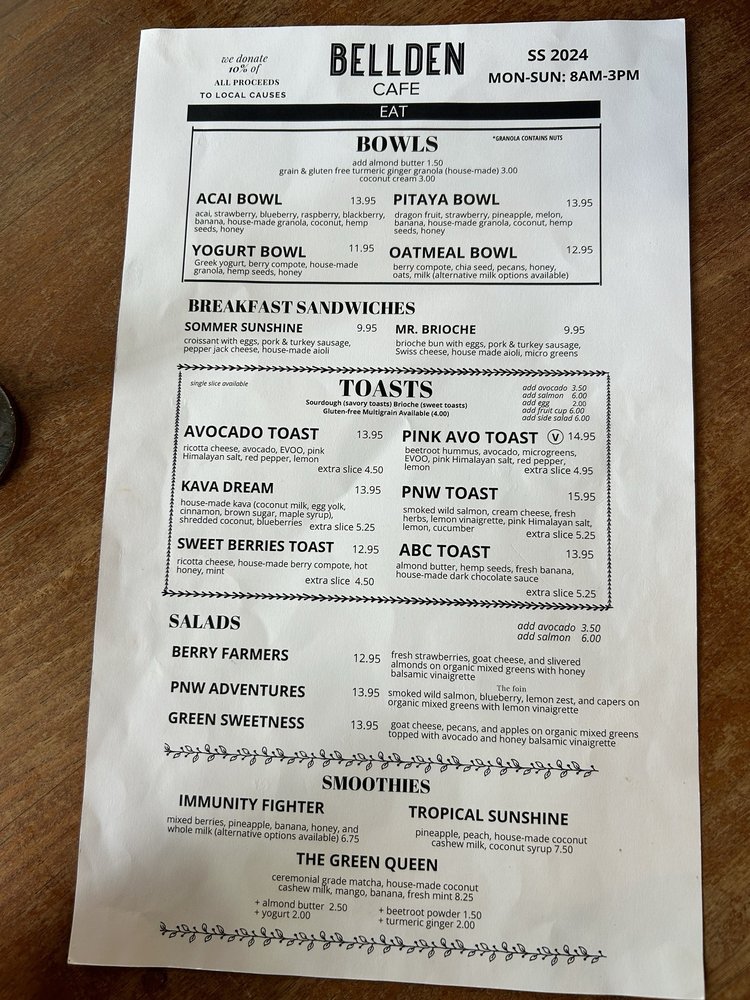 we donate
10% of
ALL PROCEEDS
TO LOCAL CAUSES
BELLDEN
CAFE
SS 2024
MON-SUN: 8AM-3PM
EAT
BOWLS
*GRANOLA CONTAINS NUTS
add almond butter 1.50
grain & gluten free turmeric ginger granola (house-made) 3.00
coconut cream 3.00
ACAI BOWL 13.95
acai, strawberry, blueberry, raspberry, blackberry,
banana, house-made granola, coconut, hemp
seeds, honey
PITAYA BOWL 13.95
dragon fruit, strawberry, pineapple, melon,
banana, house-made granola, coconut, hemp
seeds, honey
YOGURT BOWL 11.95
Greek yogurt, berry compote, house-made
granola, hemp seeds, honey
OATMEAL BOWL 12.95
berry compote, chia seed, pecans, honey,
oats, milk (alternative milk options available)
BREAKFAST SANDWICHES
SOMMER SUNSHINE 9.95
croissant with eggs, pork & turkey sausage,
pepper jack cheese, house-made aioli
MR. BRIOCHE 9.95
brioche bun with eggs, pork & turkey sausage,
Swiss cheese, house made aioli, micro greens
single slice available
TOASTS
Sourdough (savory toasts) Brioche (sweet toasts)
Gluten-free Multigrain Available (4.00)
add avocado 3.50
add salmon 6.00
add egg 2.00
add fruit cup 6.00
add side salad 6.00
AVOCADO TOAST 13.95
ricotta cheese, avocado, EVOO, pink
Himalayan salt, red pepper, lemon
extra slice 4.50
PINK AVO TOAST V 14.95
beetroot hummus, avocado, microgreens,
EVOO, pink Himalayan salt, red pepper,
lemon
extra slice 4.95
KAVA DREAM 13.95
house-made kava (coconut milk, egg yolk,
cinnamon, brown sugar, maple syrup),
shredded coconut, blueberries
extra slice 5.25
PNW TOAST 15.95
smoked wild salmon, cream cheese, fresh
herbs, lemon vinaigrette, pink Himalayan salt,
lemon, cucumber
extra slice 5.25
SWEET BERRIES TOAST 12.95
ricotta cheese, house-made berry compote, hot
honey, mint
extra slice 4.50
ABC TOAST 13.95
almond butter, hemp seeds, fresh banana,
house-made dark chocolate sauce
extra slice 5.25
SALADS
add avocado 3.50
add salmon 6.00
BERRY FARMERS 12.95
fresh strawberries, goat cheese, and slivered
almonds on organic mixed greens with honey
balsamic vinaigrette
The foin
PNW ADVENTURES 13.95
smoked wild salmon, blueberry, lemon zest, and capers on
organic mixed greens with lemon vinaigrette
GREEN SWEETNESS 13.95
goat cheese, pecans, and apples on organic mixed greens
topped with avocado and honey balsamic vinaigrette
SMOOTHIES
IMMUNITY FIGHTER
mixed berries, pineapple, banana, honey, and
whole milk (alternative options available) 6.75
TROPICAL SUNSHINE
pineapple, peach, house-made coconut
cashew milk, coconut syrup 7.50
THE GREEN QUEEN
ceremonial grade matcha, house-made coconut
cashew milk, mango, banana, fresh mint 8.25
+ almond butter 2.50
+ yogurt 2.00
+ beetroot powder 1.50
+ turmeric ginger 2.00